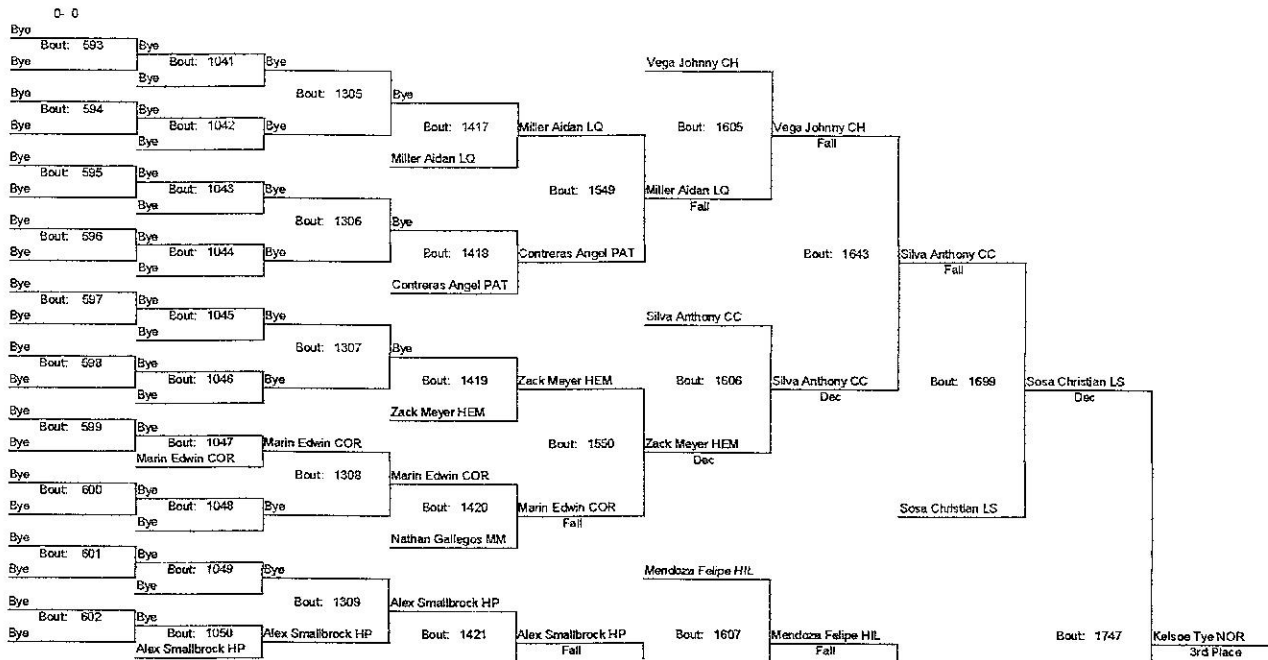 0- 0
Bye
Bout: 593
Bye
Bye
Bout: 594
Bye
Bye
Bout: 595
Bye
Bye
Bout: 596
Bye
Bye
Bout: 597
Bye
Bye
Bout: 598
Bye
Bye
Bout: 599
Bye
Bye
Bout: 600
Bye
Bye
Bout: 601
Bye
Bye
Bout: 602
Bye
Bye
Bout: 1041
Bye
Bye
Bout: 1042
Bye
Bye
Bout: 1043
Bye
Bye
Bout: 1044
Bye
Bye
Bout: 1045
Bye
Bye
Bout: 1046
Bye
Bye
Bout: 1047
Marin Edwin COR
Bye
Bout: 1048
Bye
Bye
Bout: 1049
Bye
Bye
Bout: 1050
Alex Smallbrock HP
Bye
Bout: 1305
Bye
Bye
Bout: 1306
Bye
Bye
Bout: 1307
Bye
Marin Edwin COR
Bout: 1308
Bye
Bye
Bout: 1309
Alex Smallbrock HP
Bye
Bout: 1417
Miller Aidan LQ
Bye
Bout: 1418
Contreras Angel PAT
Bye
Bout: 1419
Zack Meyer HEM
Marin Edwin COR
Bout: 1420
Nathan Gallegos MM
Alex Smallbrock HP
Bout: 1421
Miller Aidan LQ
Bout: 1549
Contreras Angel PAT
Zack Meyer HEM
Bout: 1550
Marin Edwin COR
Fall
Alex Smallbrock HP
Fall
Vega Johnny CH
Bout: 1605
Miller Aidan LQ
Fall
Silva Anthony CC
Bout: 1606
Zack Meyer HEM
Dec
Mendoza Felipe HIL
Bout: 1607
Vega Johnny CH
Fall
Bout: 1643
Silva Anthony CC
Dec
Mendoza Felipe HIL
Fall
Silva Anthony CC
Fall
Bout: 1699
Sosa Christian LS
Sosa Christian LS
Dec
Bout: 1747
Kelsoe Tye NOR
3rd Place